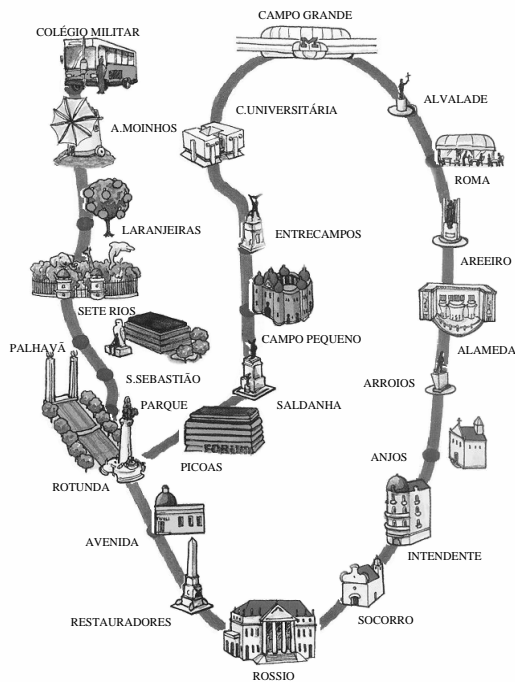 CAMPO GRANDE
COLÉGIO MILITAR
C.UNIVERSITÁRIA
ALVALADE
A.MOINHOS
ROMA
LARANJEIRAS
ENTRECAMPOS
AREEIRO
SETE RIOS
CAMPO PEQUENO
PALHAVÃ
ALAMEDA
S.SEBASTIÃO
ARROIOS
PARQUE
SALDANHA
FORUM
PICOAS
ANJOS
ROTUNDA
AVENIDA
INTENDENTE
RESTAURADORES
SOCORRO
ROSSIO